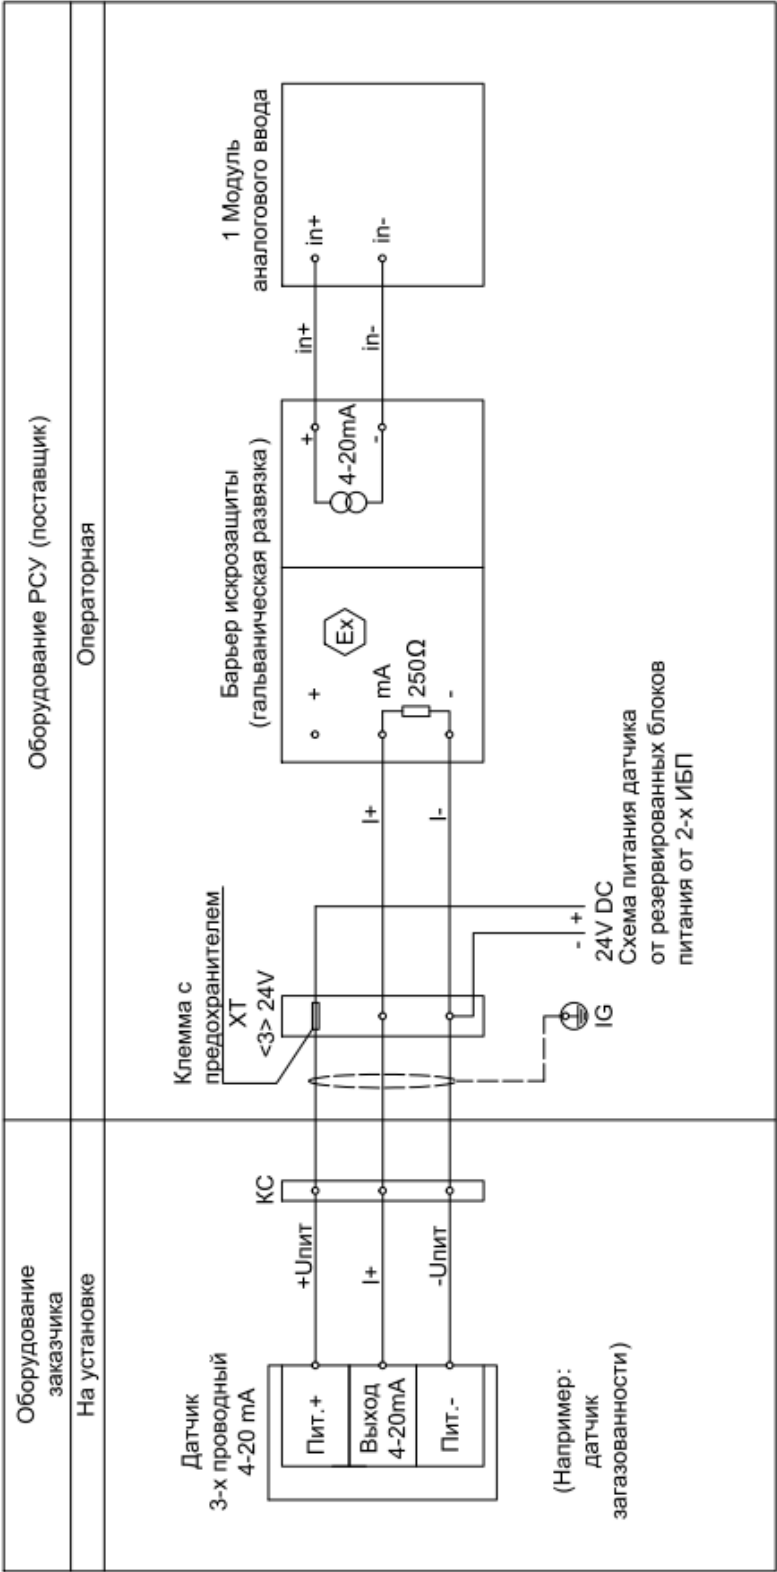 Оборудование
заказчика
Оборудование РСУ (поставщик)
На установке
Операторная
Датчик
3-х проводный
4-20 mA
Пит.+
Выход
4-20mA
Пит.-
(Например:
датчик
загазованности)
+Uпит
I+
-Uпит
КС
Клемма с
предохранителем
ХТ
<3> 24V
IG
- +
24V DC
Схема питания датчика
от резервированных блоков
питания от 2-х ИБП
I+
I-
Барьер искрозащиты
(гальваническая развязка)
+
Ex
mA
250Ω
-
+
4-20mA
-
in+
in-
1 Модуль
аналогового ввода
in+
in-